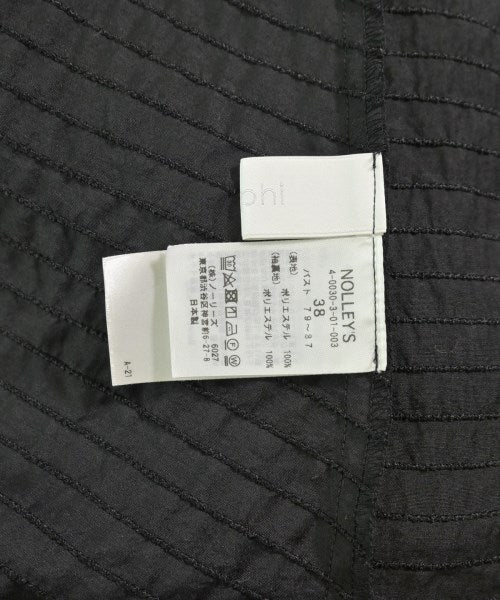 NOLLEY'S
4-0030-3-01-003
38
バスト 79～87
(表地) ポリエステル 100%
(袖裏地) ポリエステル 100%
(株)ノーリーズ 6027
東京都渋谷区神宮前6-27-8
日本製
A-21